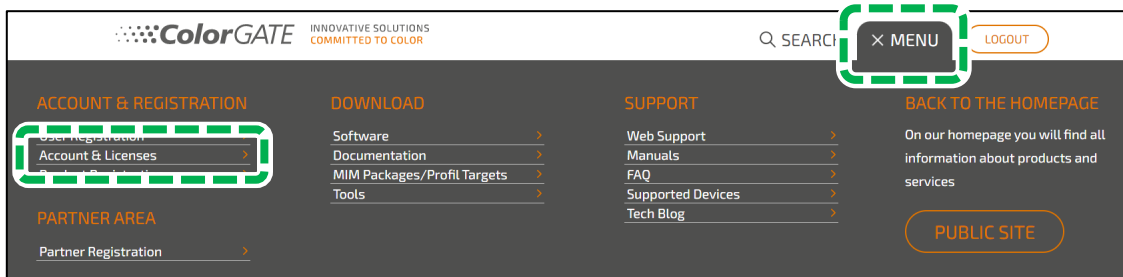 ColorGATE
INNOVATIVE SOLUTIONS
COMMITTED TO COLOR
SEARCH
× MENU
LOGOUT
ACCOUNT & REGISTRATION
User Registration
Account & Licenses
PARTNER AREA
Partner Registration
DOWNLOAD
Software
Documentation
MIM Packages/Profil Targets
Tools
SUPPORT
Web Support
Manuals
FAQ
Supported Devices
Tech Blog
BACK TO THE HOMEPAGE
On our homepage you will find all
information about products and
services
PUBLIC SITE